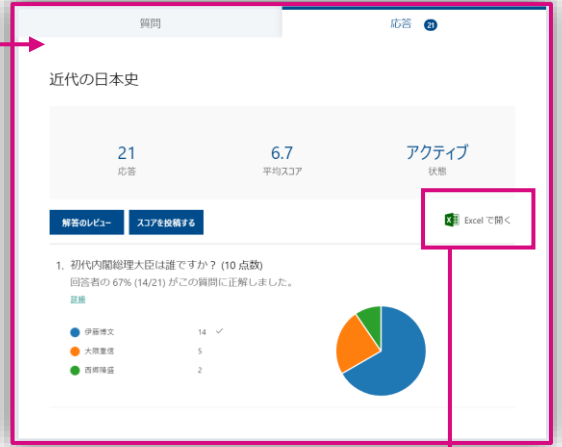 質問
応答 21
近代の日本史
21 6.7 アクティブ
応答 平均スコア 状態
解答のレビュー スコアを投稿する Excel で開く
1. 初代内閣総理大臣は誰ですか? (10 点数)
回答者の 67% (14/21) がこの質問に正解しました。
伊藤博文 14
大隈重信 5
西郷隆盛 2